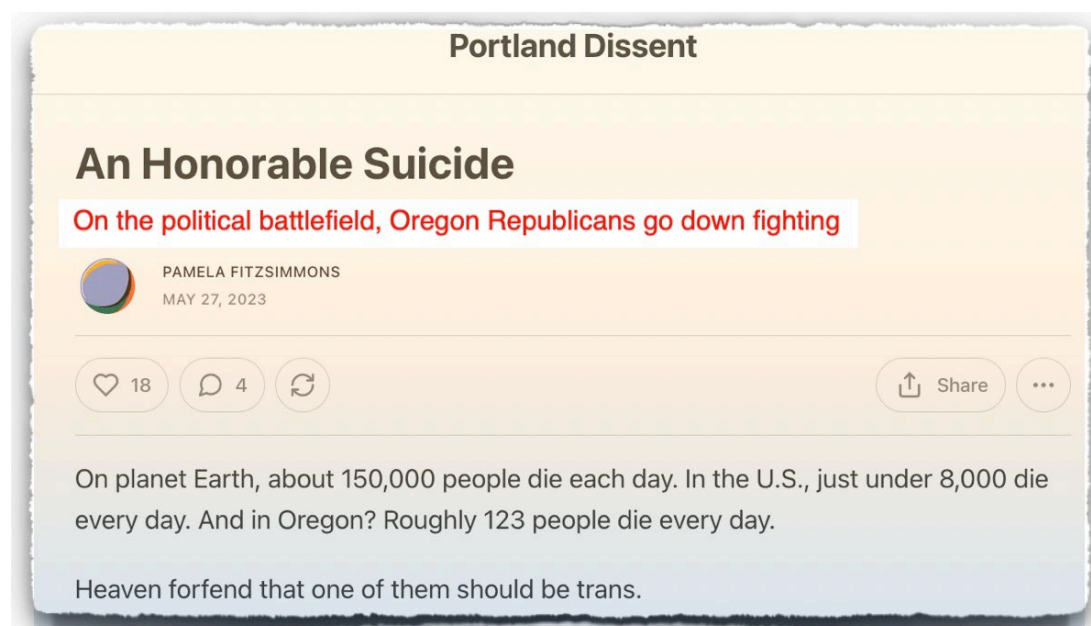 Portland Dissent
An Honorable Suicide
On the political battlefield, Oregon Republicans go down fighting
PAMELA FITZSIMMONS
MAY 27, 2023
18
4
Share
On planet Earth, about 150,000 people die each day. In the U.S., just under 8,000 die
every day. And in Oregon? Roughly 123 people die every day.
Heaven forfend that one of them should be trans.